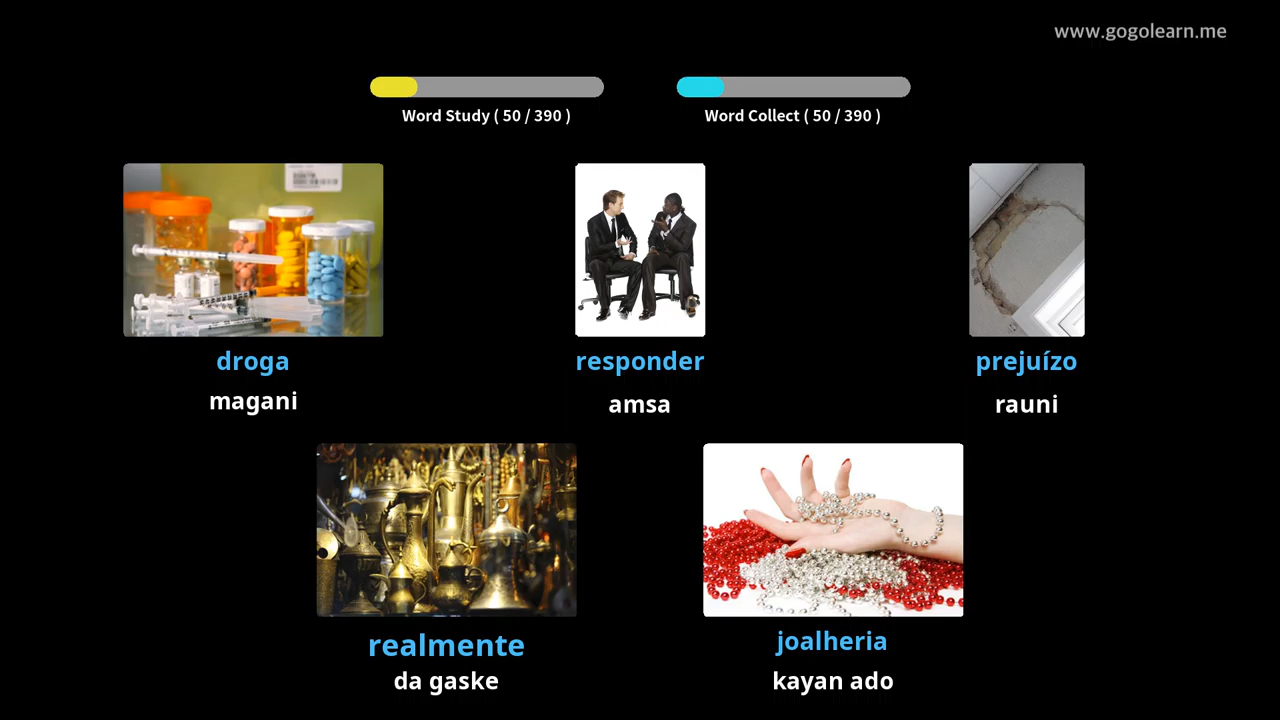 www.gogolearn.me
Word Study ( 50 / 390 )
Word Collect ( 50 / 390 )
droga
magani
responder
amsa
prejuízo
rauni
realmente
da gaske
joalheria
kayan ado